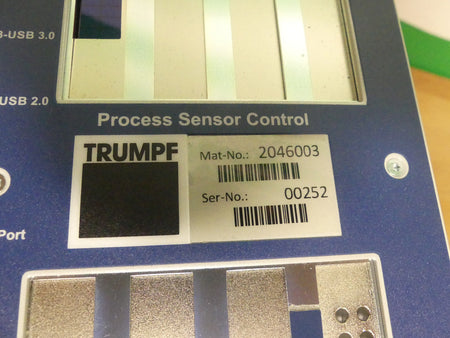 -USB 3.0
USB 2.0
Process Sensor Control
TRUMPF
Mat-No.: 2046003
Ser-No.: 00252
Port